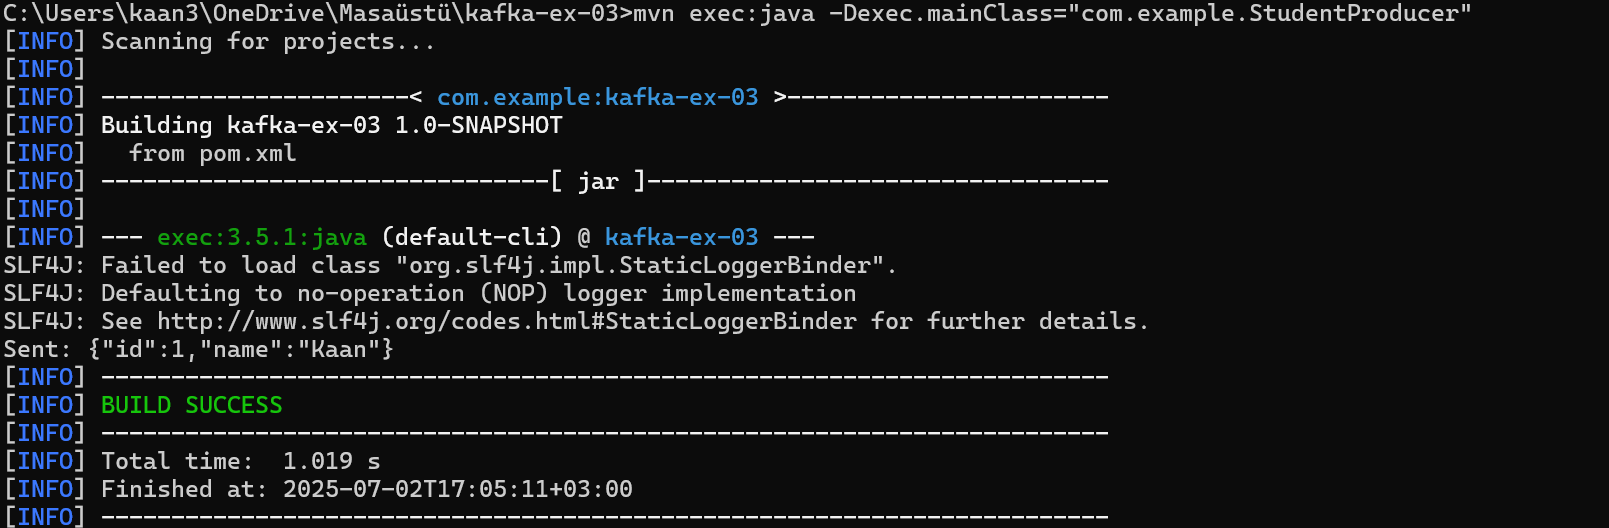 C:\Users\kaan3\OneDrive\Masaüstü\kafka-ex-03>mvn exec:java -Dexec.mainClass="com.example.StudentProducer"
[INFO] Scanning for projects...
[INFO]
[INFO] ----------------------< com.example:kafka-ex-03 >-----------------------
[INFO] Building kafka-ex-03 1.0-SNAPSHOT
[INFO]   from pom.xml
[INFO] --------------------------------[ jar ]---------------------------------
[INFO]
[INFO] --- exec:3.5.1:java (default-cli) @ kafka-ex-03 ---
SLF4J: Failed to load class "org.slf4j.impl.StaticLoggerBinder".
SLF4J: Defaulting to no-operation (NOP) logger implementation
SLF4J: See http://www.slf4j.org/codes.html#StaticLoggerBinder for further details.
Sent: {"id":1,"name":"Kaan"}
[INFO] ------------------------------------------------------------------------
[INFO] BUILD SUCCESS
[INFO] ------------------------------------------------------------------------
[INFO] Total time:  1.019 s
[INFO] Finished at: 2025-07-02T17:05:11+03:00
[INFO] ------------------------------------------------------------------------